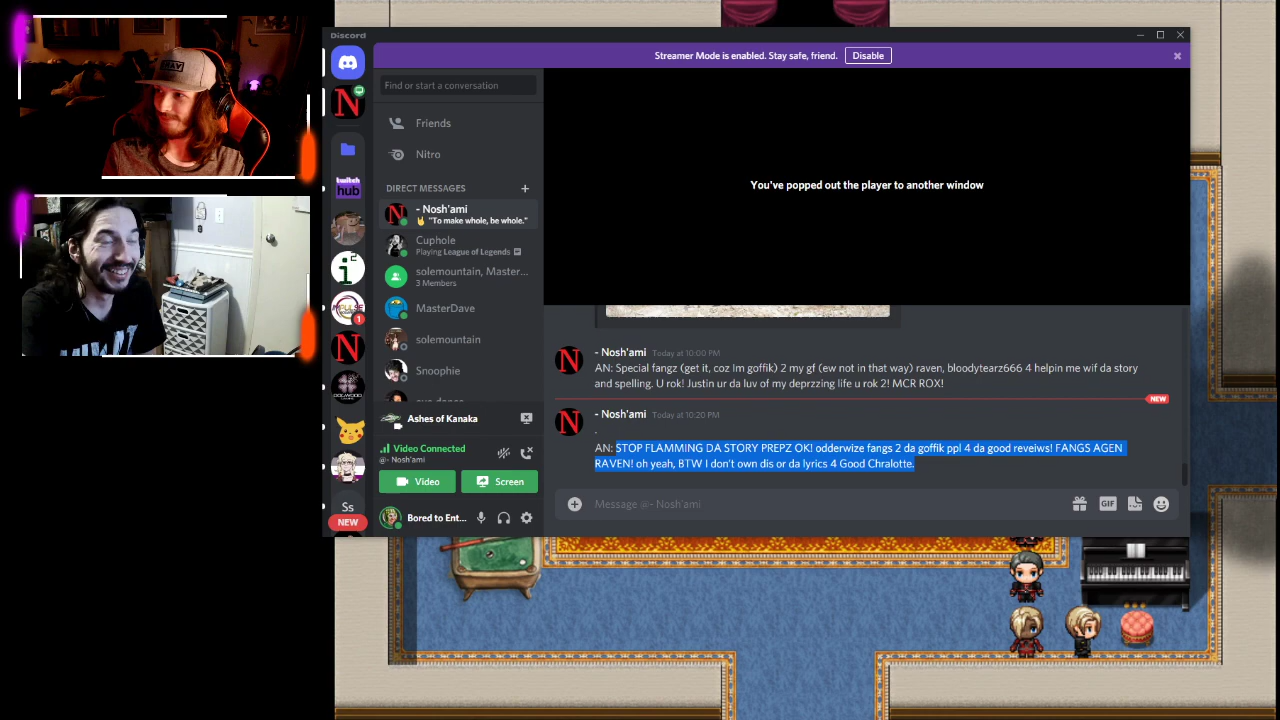 Discord
Streamer Mode is enabled. Stay safe, friend.
Disable
Find or start a conversation
Friends
Nitro
DIRECT MESSAGES
- Nosh'ami
"To make whole, be whole."
Cuphole
Playing League of Legends
solemountain, Master...
3 Members
MasterDave
solemountain
Snoophie
Ashes of Kanaka
Video Connected
@- Nosh'ami
Video
Screen
Bored to Ent...
twitch
hub
1
Ss
NEW
You've popped out the player to another window
- Nosh'ami Today at 10:00 PM
AN: Special fangz (get it, coz Im goffik) 2 my gf (ew not in that way) raven, bloodytearz666 4 helpin me wif da story
and spelling. U rok! Justin ur da luv of my deprzzing life u rok 2! MCR ROX!
NEW
- Nosh'ami Today at 10:20 PM
.
AN: STOP FLAMMING DA STORY PREPZ OK! odderwize fangs 2 da goffik ppl 4 da good reveiws! FANGS AGEN
RAVEN! oh yeah, BTW I don't own dis or da lyrics 4 Good Chralotte.
Message @- Nosh'ami
GIF